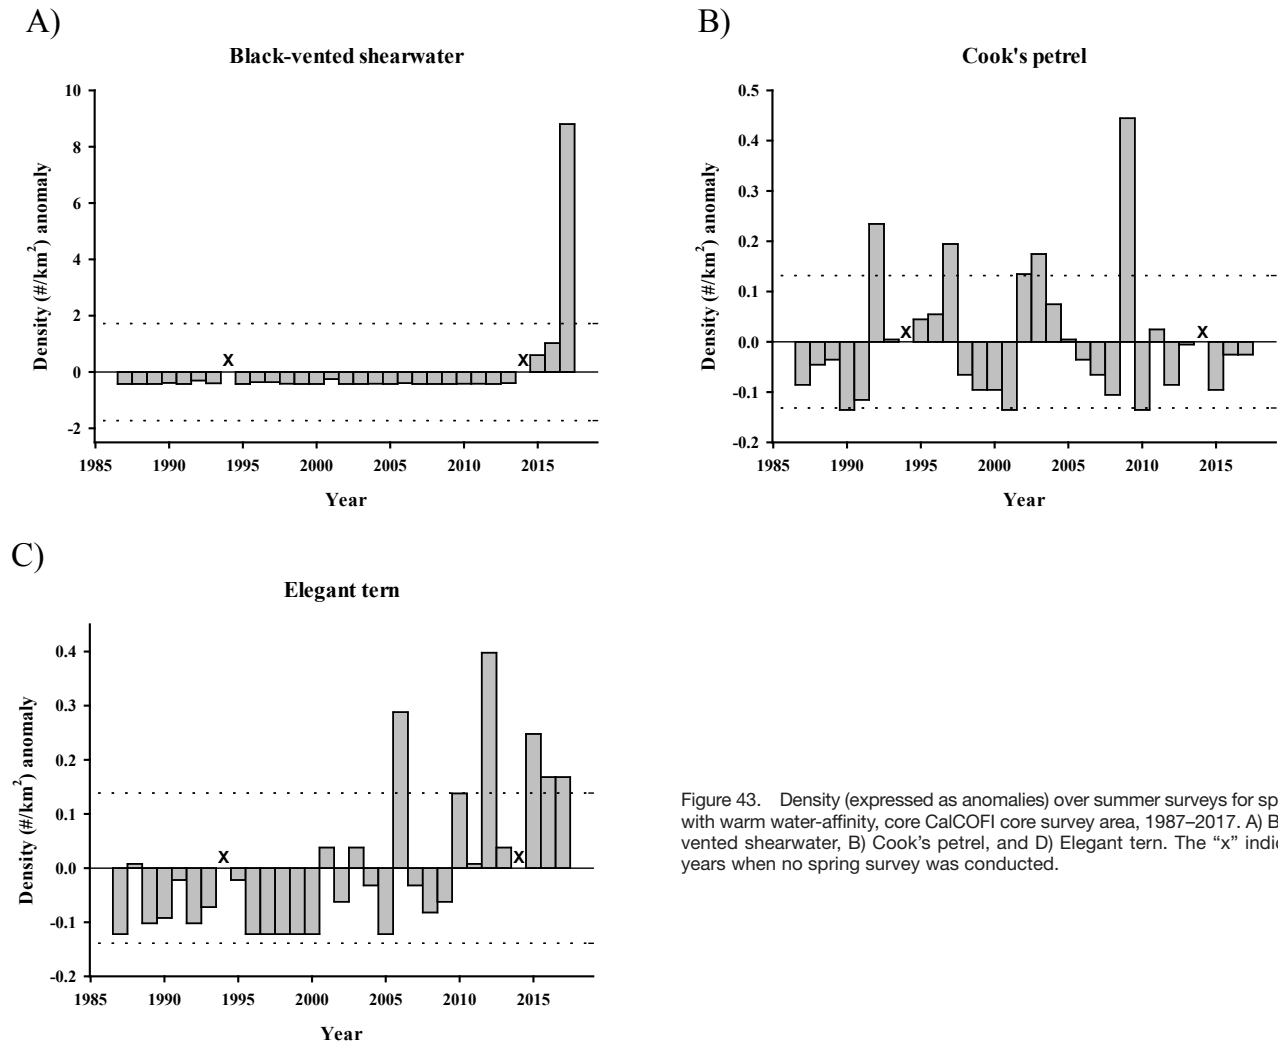 A)
Black-vented shearwater
10
8
6
4
2
0
-2
Density (#/km²) anomaly
x
x
1985 1990 1995 2000 2005 2010 2015
Year
B)
Cook's petrel
0.5
0.4
0.3
0.2
0.1
0.0
-0.1
-0.2
Density (#/km²) anomaly
x
x
1985 1990 1995 2000 2005 2010 2015
Year
C)
Elegant tern
0.4
0.3
0.2
0.1
0.0
-0.1
-0.2
Density (#/km²) anomaly
x
x
1985 1990 1995 2000 2005 2010 2015
Year
Figure 43. Density (expressed as anomalies) over summer surveys for sp
with warm water-affinity, core CalCOFI core survey area, 1987–2017. A) B
vented shearwater, B) Cook's petrel, and D) Elegant tern. The “x” indi
years when no spring survey was conducted.